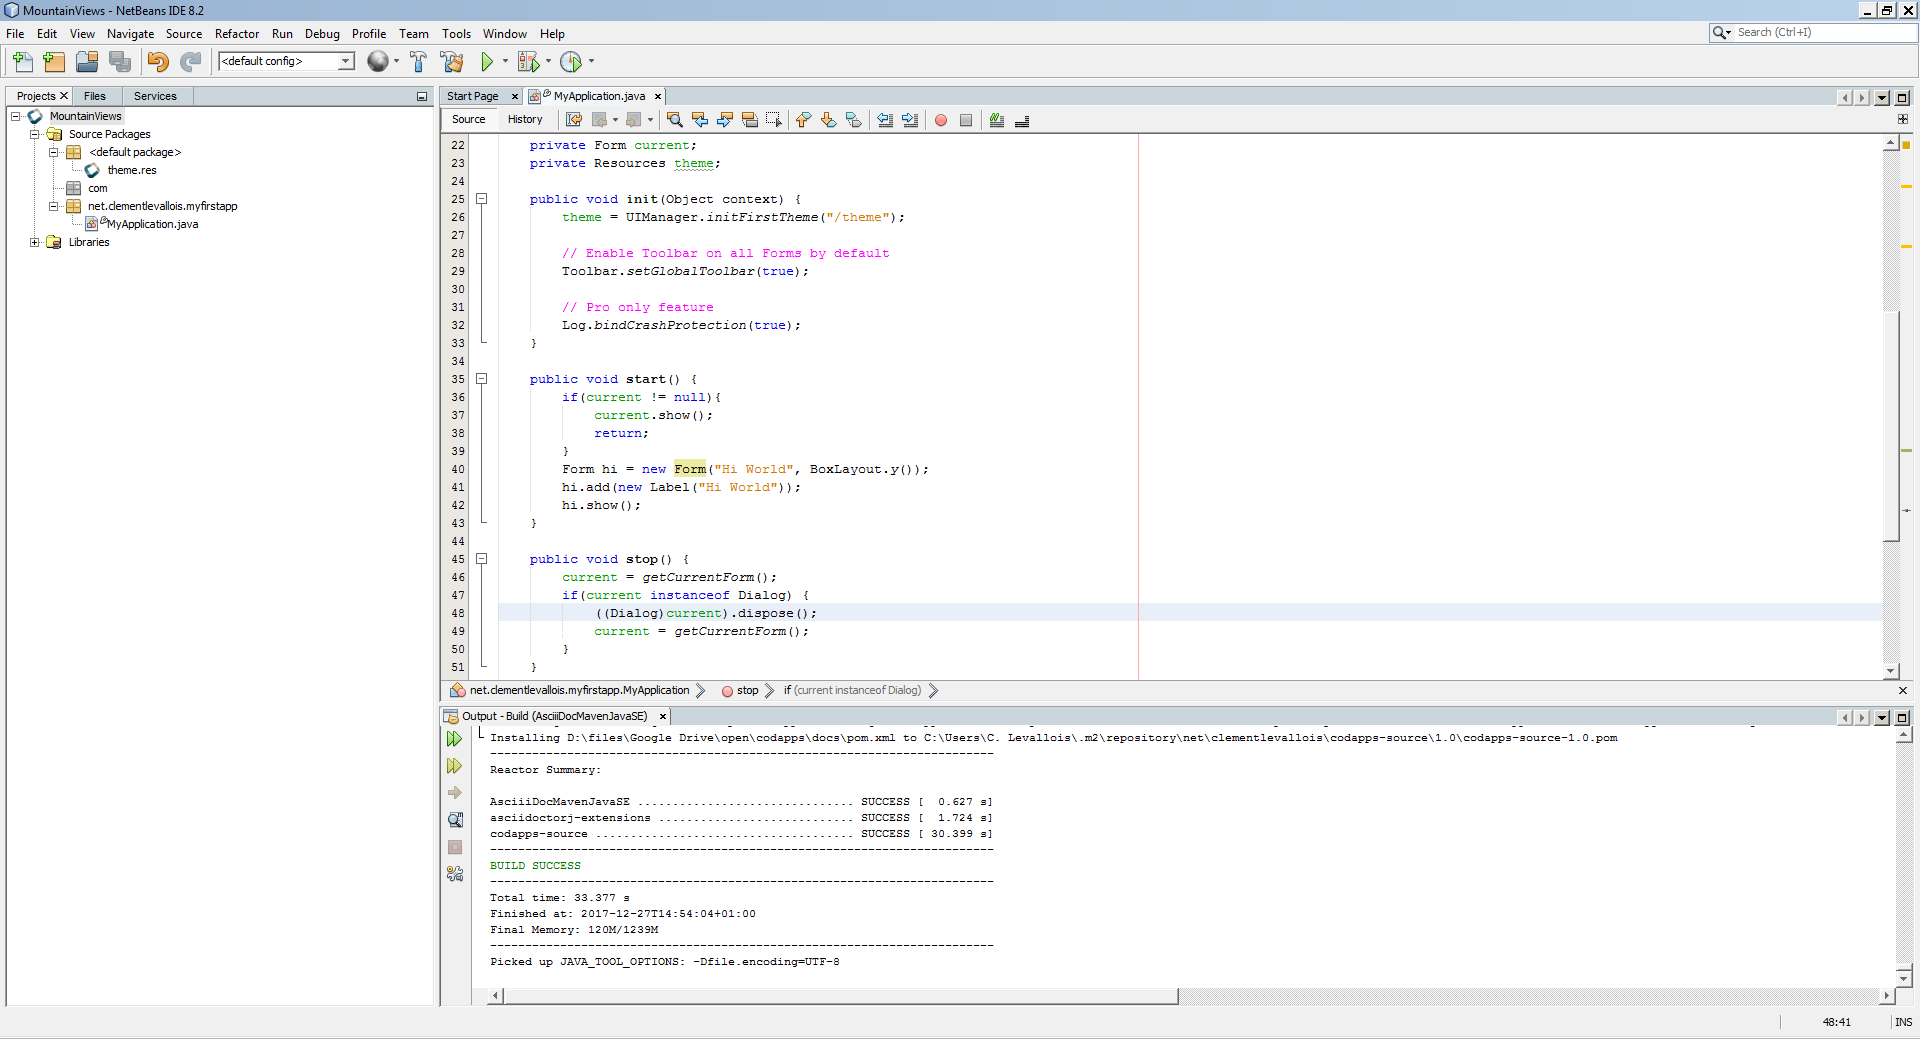 MountainViews - NetBeans IDE 8.2
File Edit View Navigate Source Refactor Run Debug Profile Team Tools Window Help
Search (Ctrl+I)
<default config>
Projects Files Services
MountainViews
Source Packages
<default package>
theme.res
com
net.clementlevallois.myfirstapp
MyApplication.java
Libraries
Start Page MyApplication.java
Source History
22 private Form current;
23 private Resources theme;
24
25 public void init(Object context) {
26 theme = UIManager.initFirstTheme("/theme");
27
28 // Enable Toolbar on all Forms by default
29 Toolbar.setGlobalToolbar(true);
30
31 // Pro only feature
32 Log.bindCrashProtection(true);
33 }
34
35 public void start() {
36 if(current != null){
37 current.show();
38 return;
39 }
40 Form hi = new Form("Hi World", BoxLayout.y());
41 hi.add(new Label("Hi World"));
42 hi.show();
43 }
44
45 public void stop() {
46 current = getCurrentForm();
47 if(current instanceof Dialog) {
48 ((Dialog)current).dispose();
49 current = getCurrentForm();
50 }
51 }
net.clementlevallois.myfirstapp.MyApplication stop if (current instanceof Dialog)
Output - Build (AsciiDocMavenJavaSE)
Installing D:\files\Google Drive\open\codapps\docs\pom.xml to C:\Users\C. Levallois\.m2\repository\net\clementlevallois\codapps-source\1.0\codapps-source-1.0.pom
------------------------------------------------------------------------
Reactor Summary:
AsciiDocMavenJavaSE ............................... SUCCESS [  0.627 s]
asciidoctorj-extensions ............................ SUCCESS [  1.724 s]
codapps-source ..................................... SUCCESS [ 30.399 s]
------------------------------------------------------------------------
BUILD SUCCESS
------------------------------------------------------------------------
Total time: 33.377 s
Finished at: 2017-12-27T14:54:04+01:00
Final Memory: 120M/1239M
------------------------------------------------------------------------
Picked up JAVA_TOOL_OPTIONS: -Dfile.encoding=UTF-8
48:41 INS